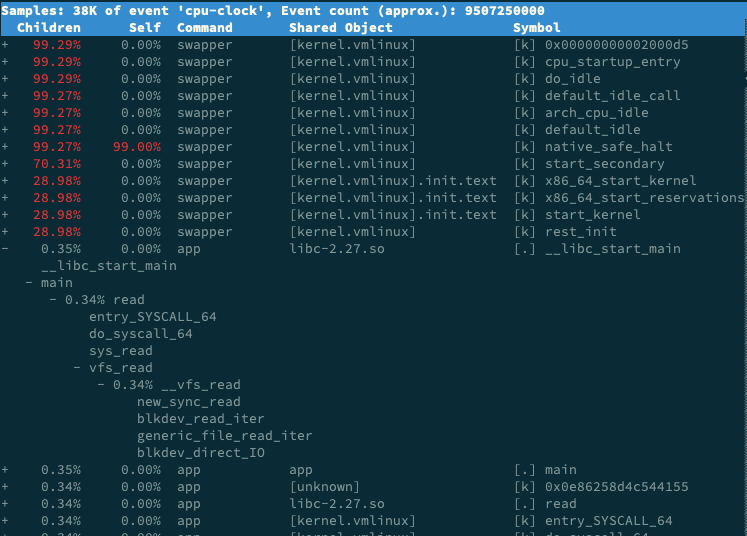 Samples: 38K of event 'cpu-clock', Event count (approx.): 9507250000
Children Self Command Shared Object Symbol
+ 99.29% 0.00% swapper [kernel.vmlinux] [k] 0x00000000002000d5
+ 99.29% 0.00% swapper [kernel.vmlinux] [k] cpu_startup_entry
+ 99.29% 0.00% swapper [kernel.vmlinux] [k] do_idle
+ 99.27% 0.00% swapper [kernel.vmlinux] [k] default_idle_call
+ 99.27% 0.00% swapper [kernel.vmlinux] [k] arch_cpu_idle
+ 99.27% 0.00% swapper [kernel.vmlinux] [k] default_idle
+ 99.27% 99.00% swapper [kernel.vmlinux] [k] native_safe_halt
+ 70.31% 0.00% swapper [kernel.vmlinux] [k] start_secondary
+ 28.98% 0.00% swapper [kernel.vmlinux].init.text [k] x86_64_start_kernel
+ 28.98% 0.00% swapper [kernel.vmlinux].init.text [k] x86_64_start_reservations
+ 28.98% 0.00% swapper [kernel.vmlinux].init.text [k] start_kernel
+ 28.98% 0.00% swapper [kernel.vmlinux] [k] rest_init
− 0.35% 0.00% app libc-2.27.so [.] __libc_start_main
__libc_start_main
− main
− 0.34% read
entry_SYSCALL_64
do_syscall_64
sys_read
− vfs_read
− 0.34% __vfs_read
new_sync_read
blkdev_read_iter
generic_file_read_iter
blkdev_direct_IO
+ 0.35% 0.00% app app [.] main
+ 0.34% 0.00% app [unknown] [k] 0x0e86258d4c544155
+ 0.34% 0.00% app libc-2.27.so [.] read
+ 0.34% 0.00% app [kernel.vmlinux] [k] entry_SYSCALL_64
+ 0.34% 0.00% app [kernel.vmlinux] [k] do_syscall_64